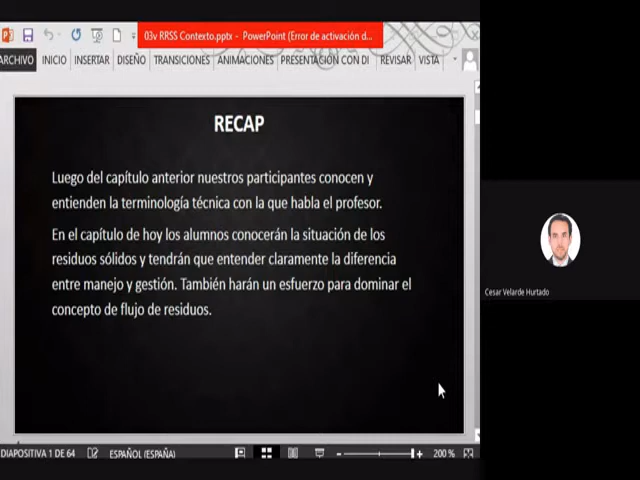 03v RRSS Conterto.pptx - PowerPoint (Error de activación d...
ARCHIVO INICIO INSERTAR DISEÑO TRANSICIONES ANIMACIONES PRESENTACIÓN CON DI REVISAR VISTA
RECAP
Luego del capítulo anterior nuestros participantes conocen y
entienden la terminología técnica con la que habla el profesor.
En el capítulo de hoy los alumnos conocerán la situación de los
residuos sólidos y tendrán que entender claramente la diferencia
entre manejo y gestión. También harán un esfuerzo para dominar el
concepto de flujo de residuos.
Cesar Velarde Hurtado
DIAPOSITIVA 1 DE 64 ESPAÑOL (ESPAÑA) 200 %